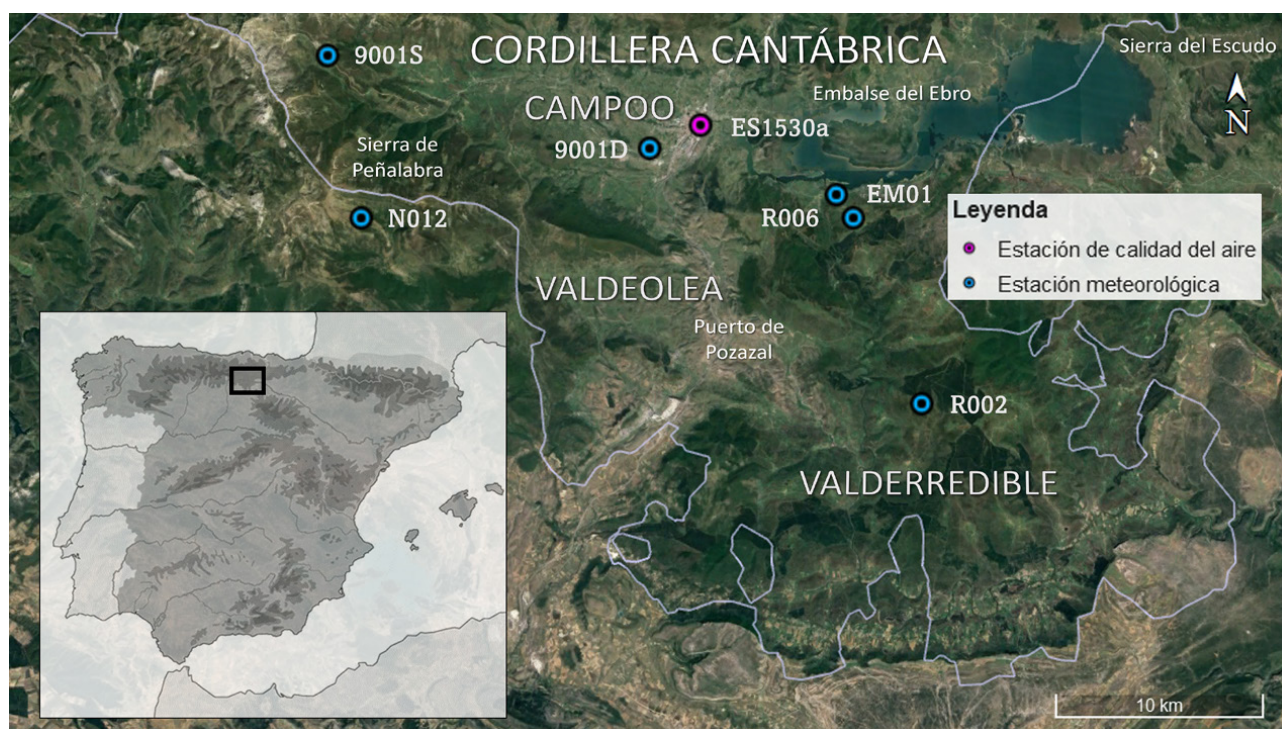 CORDILLERA CANTÁBRICA
Sierra del Escudo
9001S
Embalse del Ebro
N
CAMPOO
ES1530a
9001D
Sierra de
Peñalabra
EM01
R006
N012
Leyenda
Estación de calidad del aire
Estación meteorológica
VALDEOLEA
Puerto de
Pozazal
R002
VALDERREDIBLE
10 km